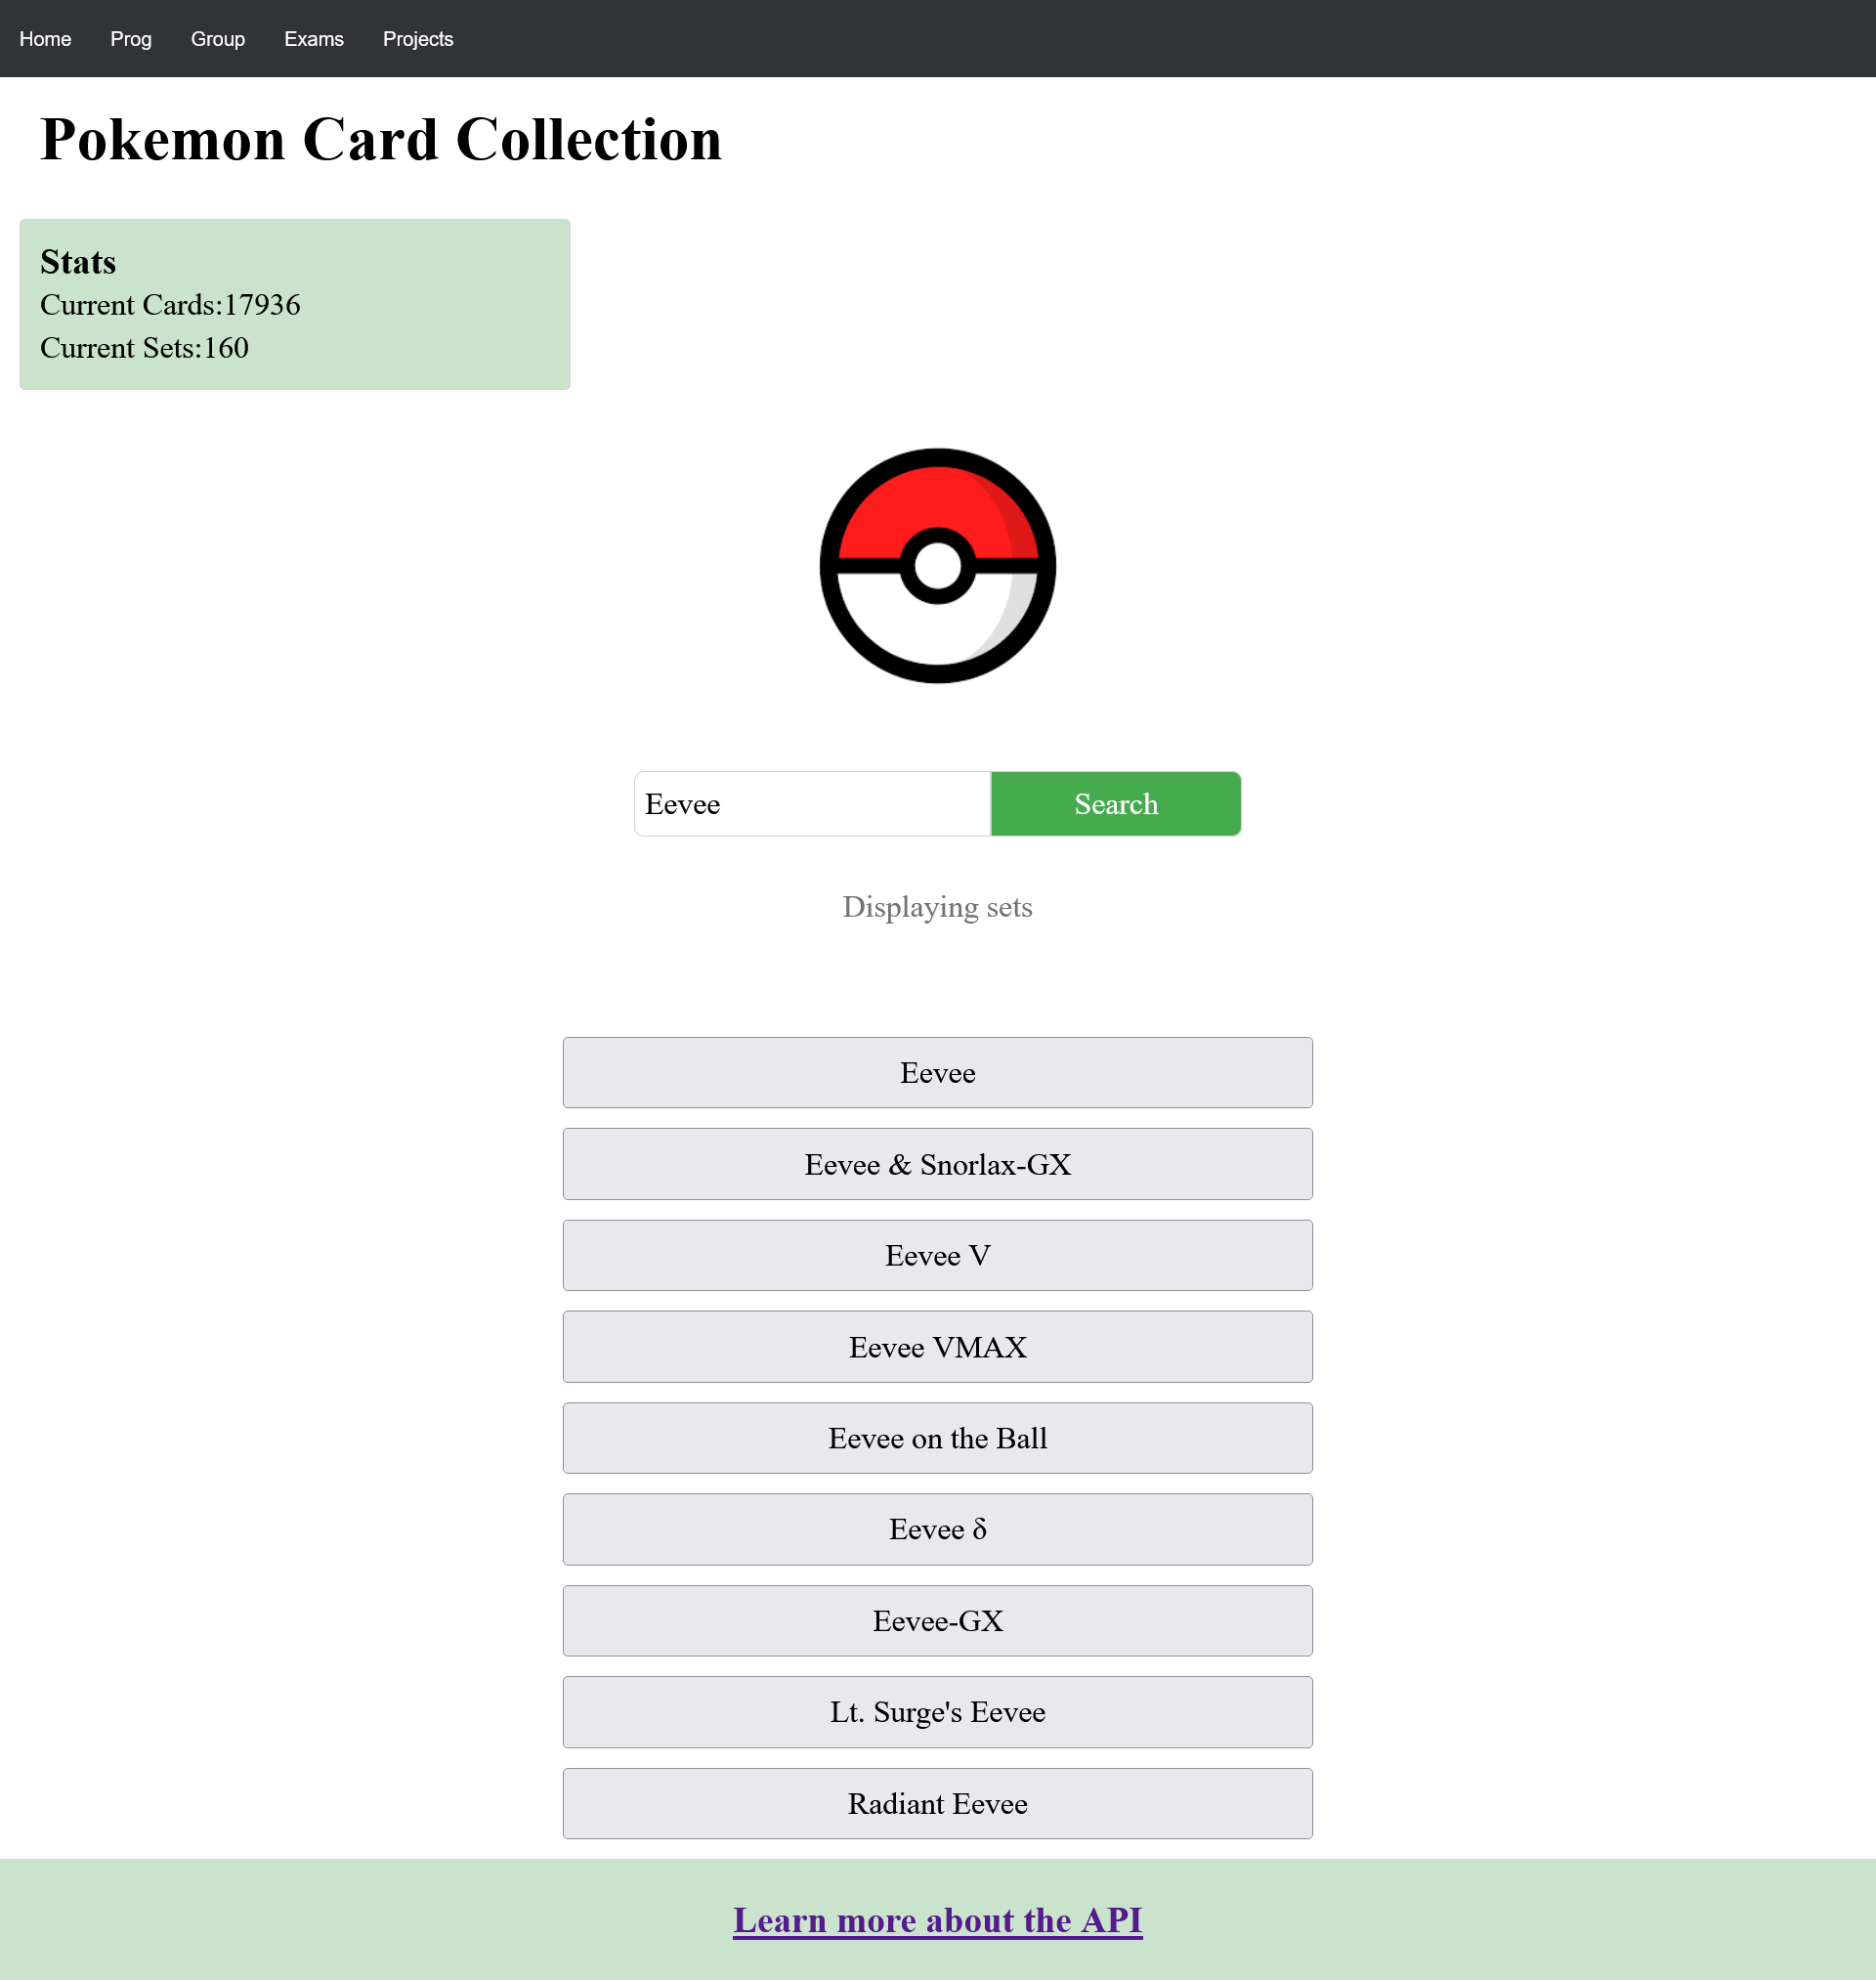 Home Prog Group Exams Projects
Pokemon Card Collection
Stats
Current Cards:17936
Current Sets:160
Eevee Search
Displaying sets
Eevee
Eevee & Snorlax-GX
Eevee V
Eevee VMAX
Eevee on the Ball
Eevee δ
Eevee-GX
Lt. Surge's Eevee
Radiant Eevee
Learn more about the API